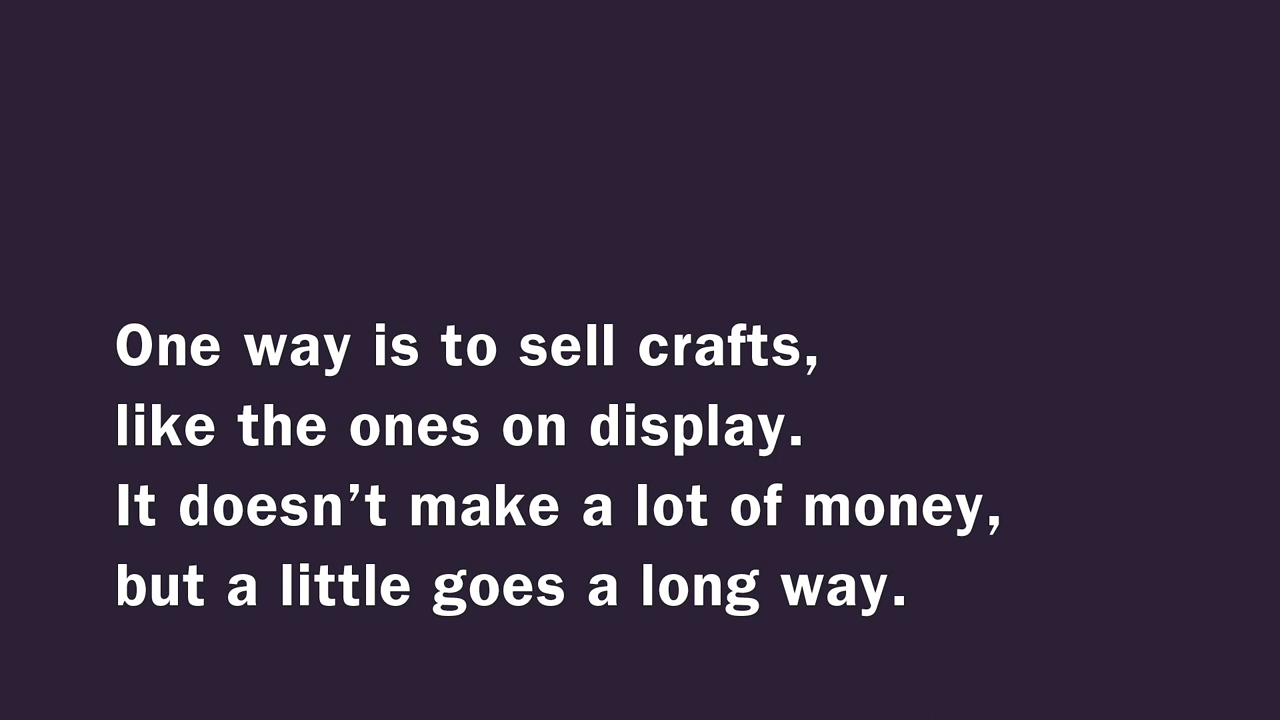 One way is to sell crafts,
like the ones on display.
It doesn’t make a lot of money,
but a little goes a long way.